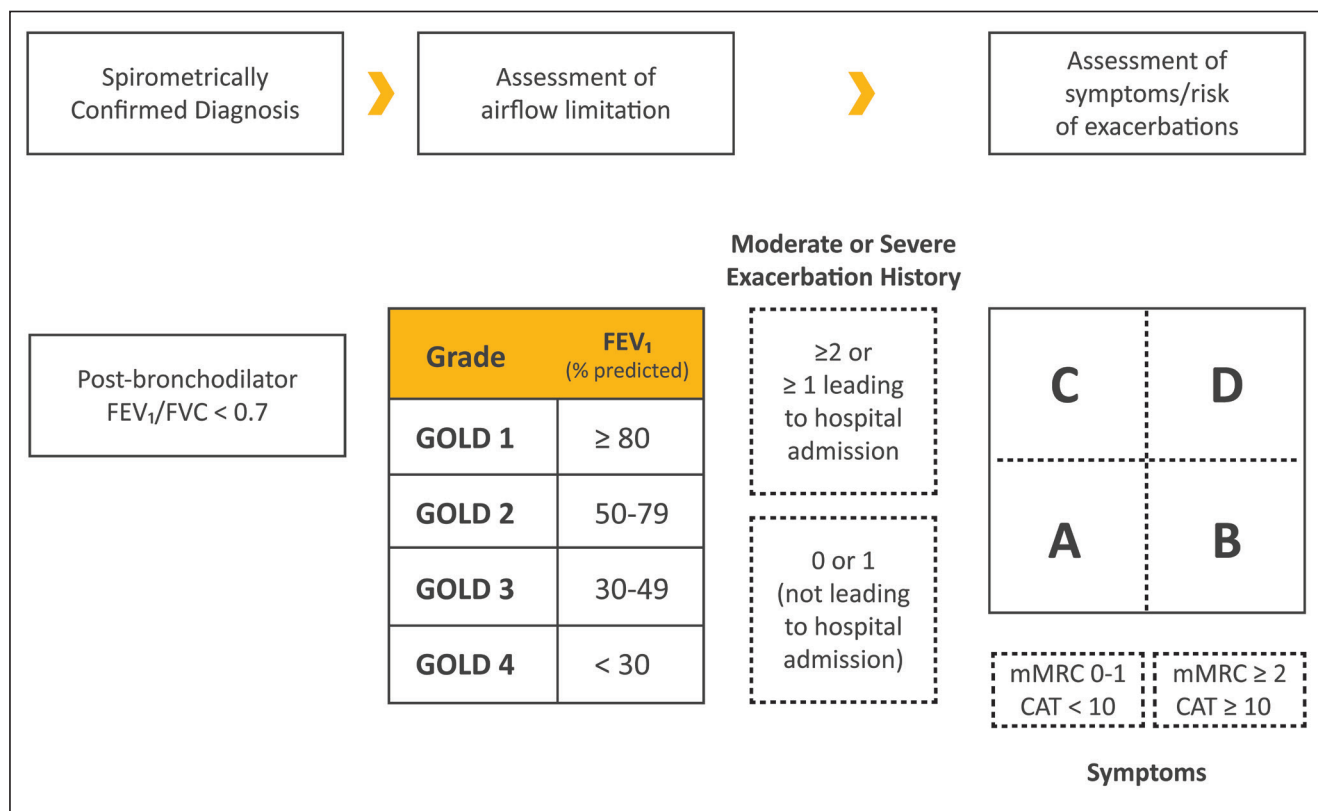 Spirometrically
Confirmed Diagnosis
Assessment of
airflow limitation
Assessment of
symptoms/risk
of exacerbations
Post-bronchodilator
FEV₁/FVC < 0.7
Grade
FEV₁
(% predicted)
GOLD 1
≥ 80
GOLD 2
50-79
GOLD 3
30-49
GOLD 4
< 30
Moderate or Severe
Exacerbation History
≥2 or
≥ 1 leading
to hospital
admission
0 or 1
(not leading
to hospital
admission)
C
D
A
B
mMRC 0-1
CAT < 10
mMRC ≥ 2
CAT ≥ 10
Symptoms